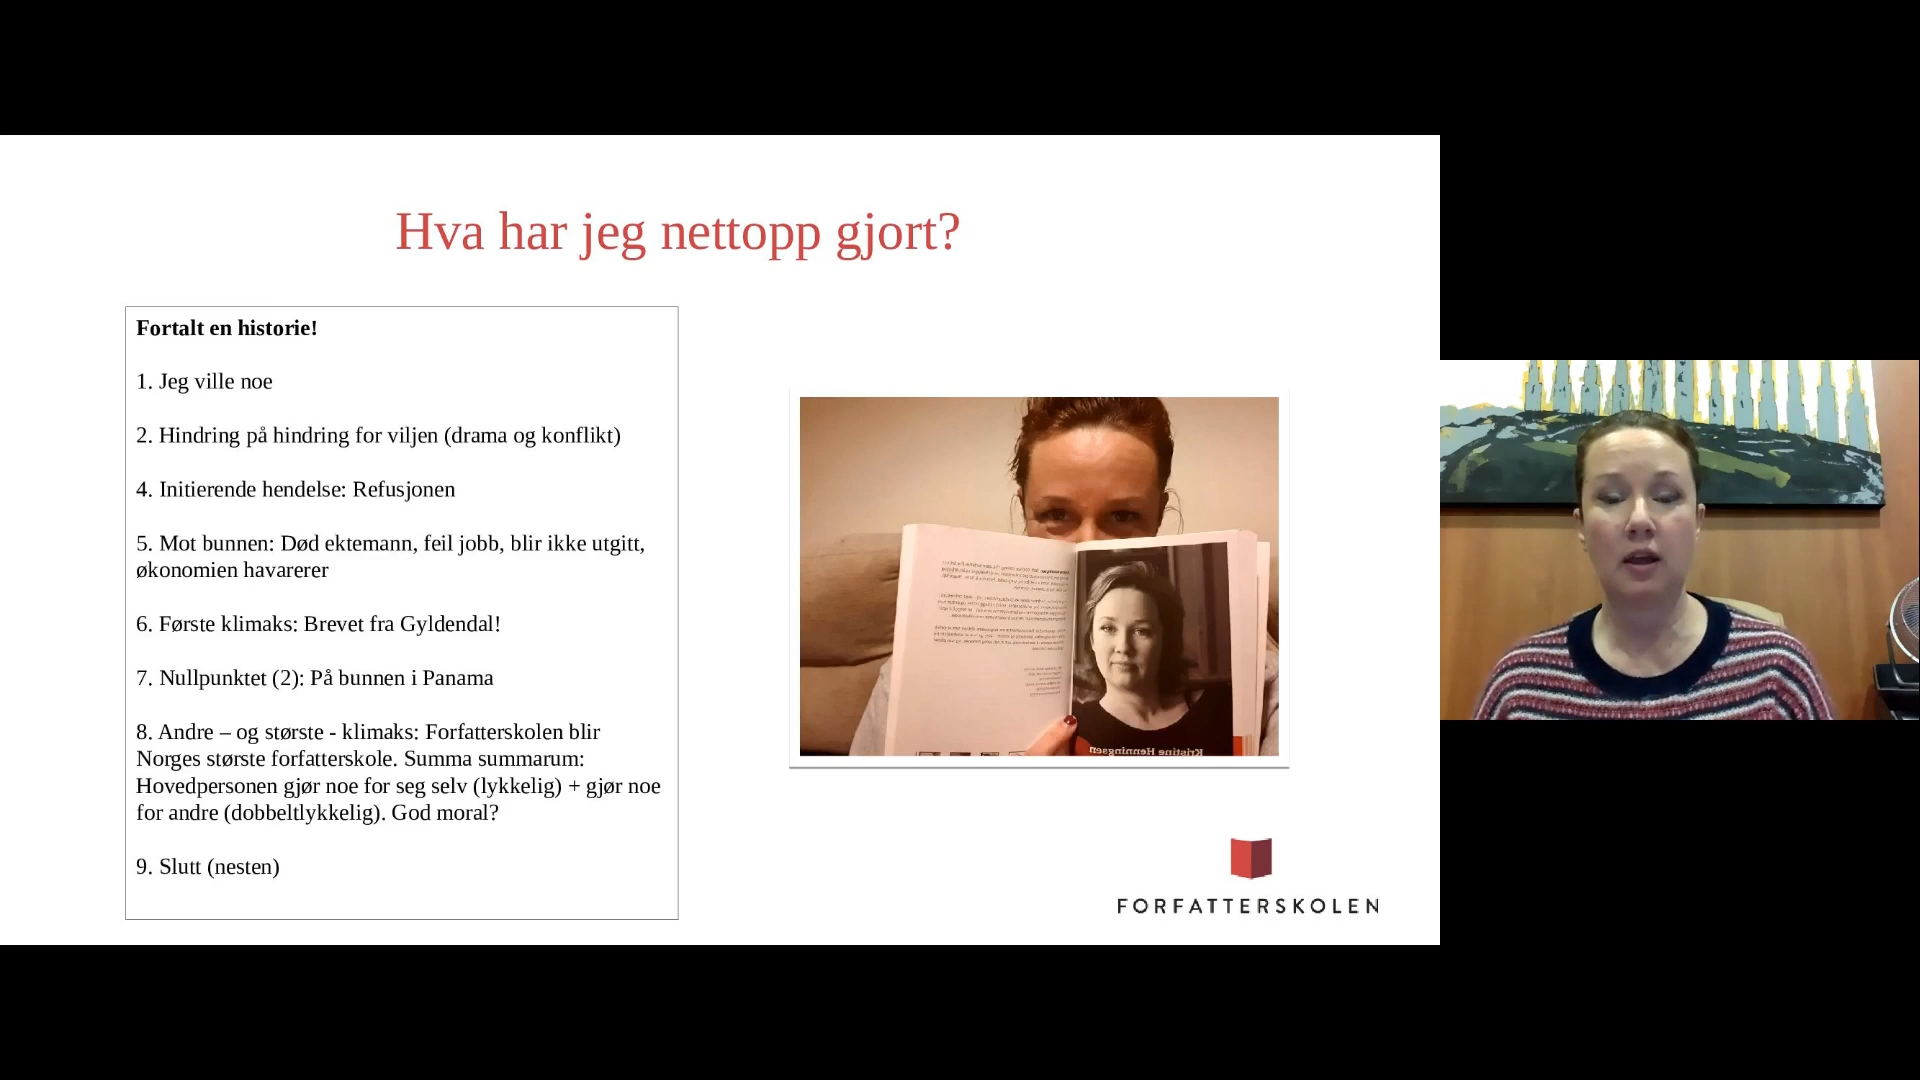 Hva har jeg nettopp gjort?
Fortalt en historie!
1. Jeg ville noe
2. Hindring på hindring for viljen (drama og konflikt)
4. Initierende hendelse: Refusjonen
5. Mot bunnen: Død ektemann, feil jobb, blir ikke utgitt,
økonomien havarerer
6. Første klimaks: Brevet fra Gyldendal!
7. Nullpunktet (2): På bunnen i Panama
8. Andre – og største - klimaks: Forfatterskolen blir
Norges største forfatterskole. Summa summarum:
Hovedpersonen gjør noe for seg selv (lykkelig) + gjør noe
for andre (dobbeltlykkelig). God moral?
9. Slutt (nesten)
Kristine Henningsen
FORFATTERSKOLEN